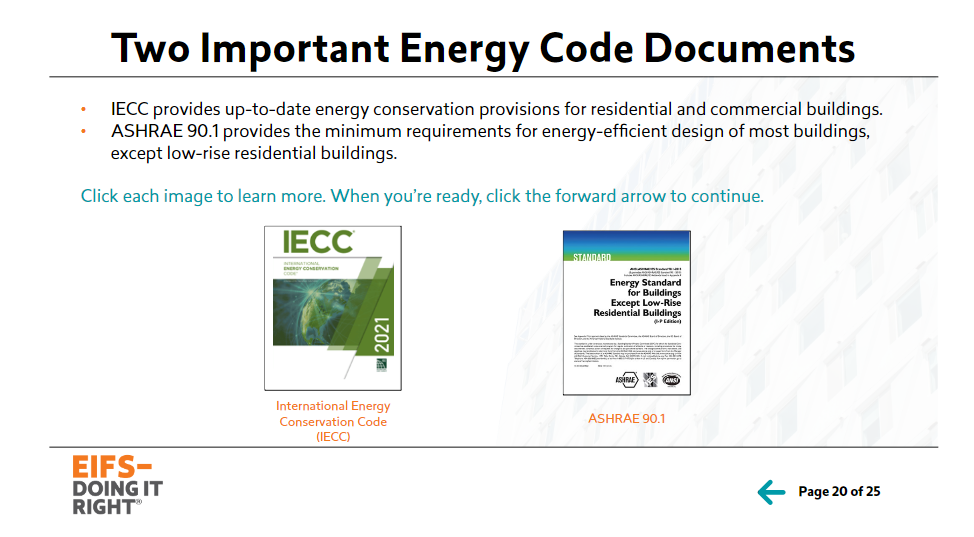 Two Important Energy Code Documents
• IECC provides up-to-date energy conservation provisions for residential and commercial buildings.
• ASHRAE 90.1 provides the minimum requirements for energy-efficient design of most buildings,
except low-rise residential buildings.
Click each image to learn more. When you're ready, click the forward arrow to continue.
IECC®
INTERNATIONAL
ENERGY CONSERVATION
CODE®
2021
International Energy
Conservation Code
(IECC)
STANDARD
Energy Standard
for Buildings
Except Low-Rise
Residential Buildings
(I-P Edition)
ASHRAE
ANSI
ASHRAE 90.1
EIFS–
DOING IT
RIGHT®
Page 20 of 25